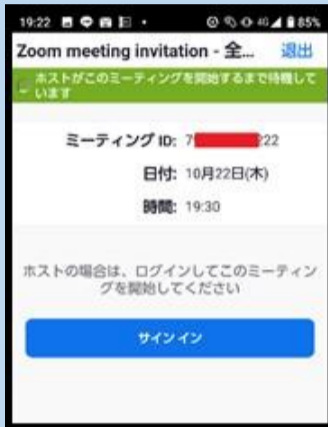 19:22 85%
Zoom meeting invitation - 全... 退出
ホストがこのミーティングを開始するまで待機して
います
ミーティング ID: 7 222
日付: 10月22日(木)
時間: 19:30
ホストの場合は、ログインしてこのミーティン
グを開始してください
サインイン